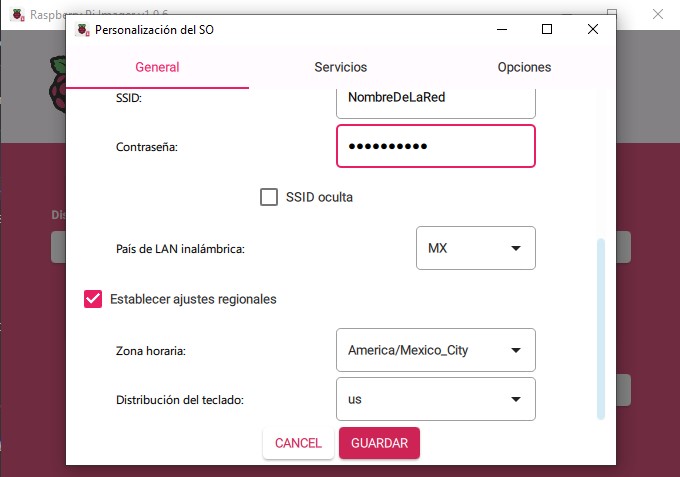 Raspberry Pi Imager v1.8.6
Personalización del SO
General
Servicios
Opciones
SSID:
NombreDeLaRed
Contraseña:
••••••••••
SSID oculta
País de LAN inalámbrica:
MX
Establecer ajustes regionales
Zona horaria:
America/Mexico_City
Distribución del teclado:
us
CANCEL
GUARDAR